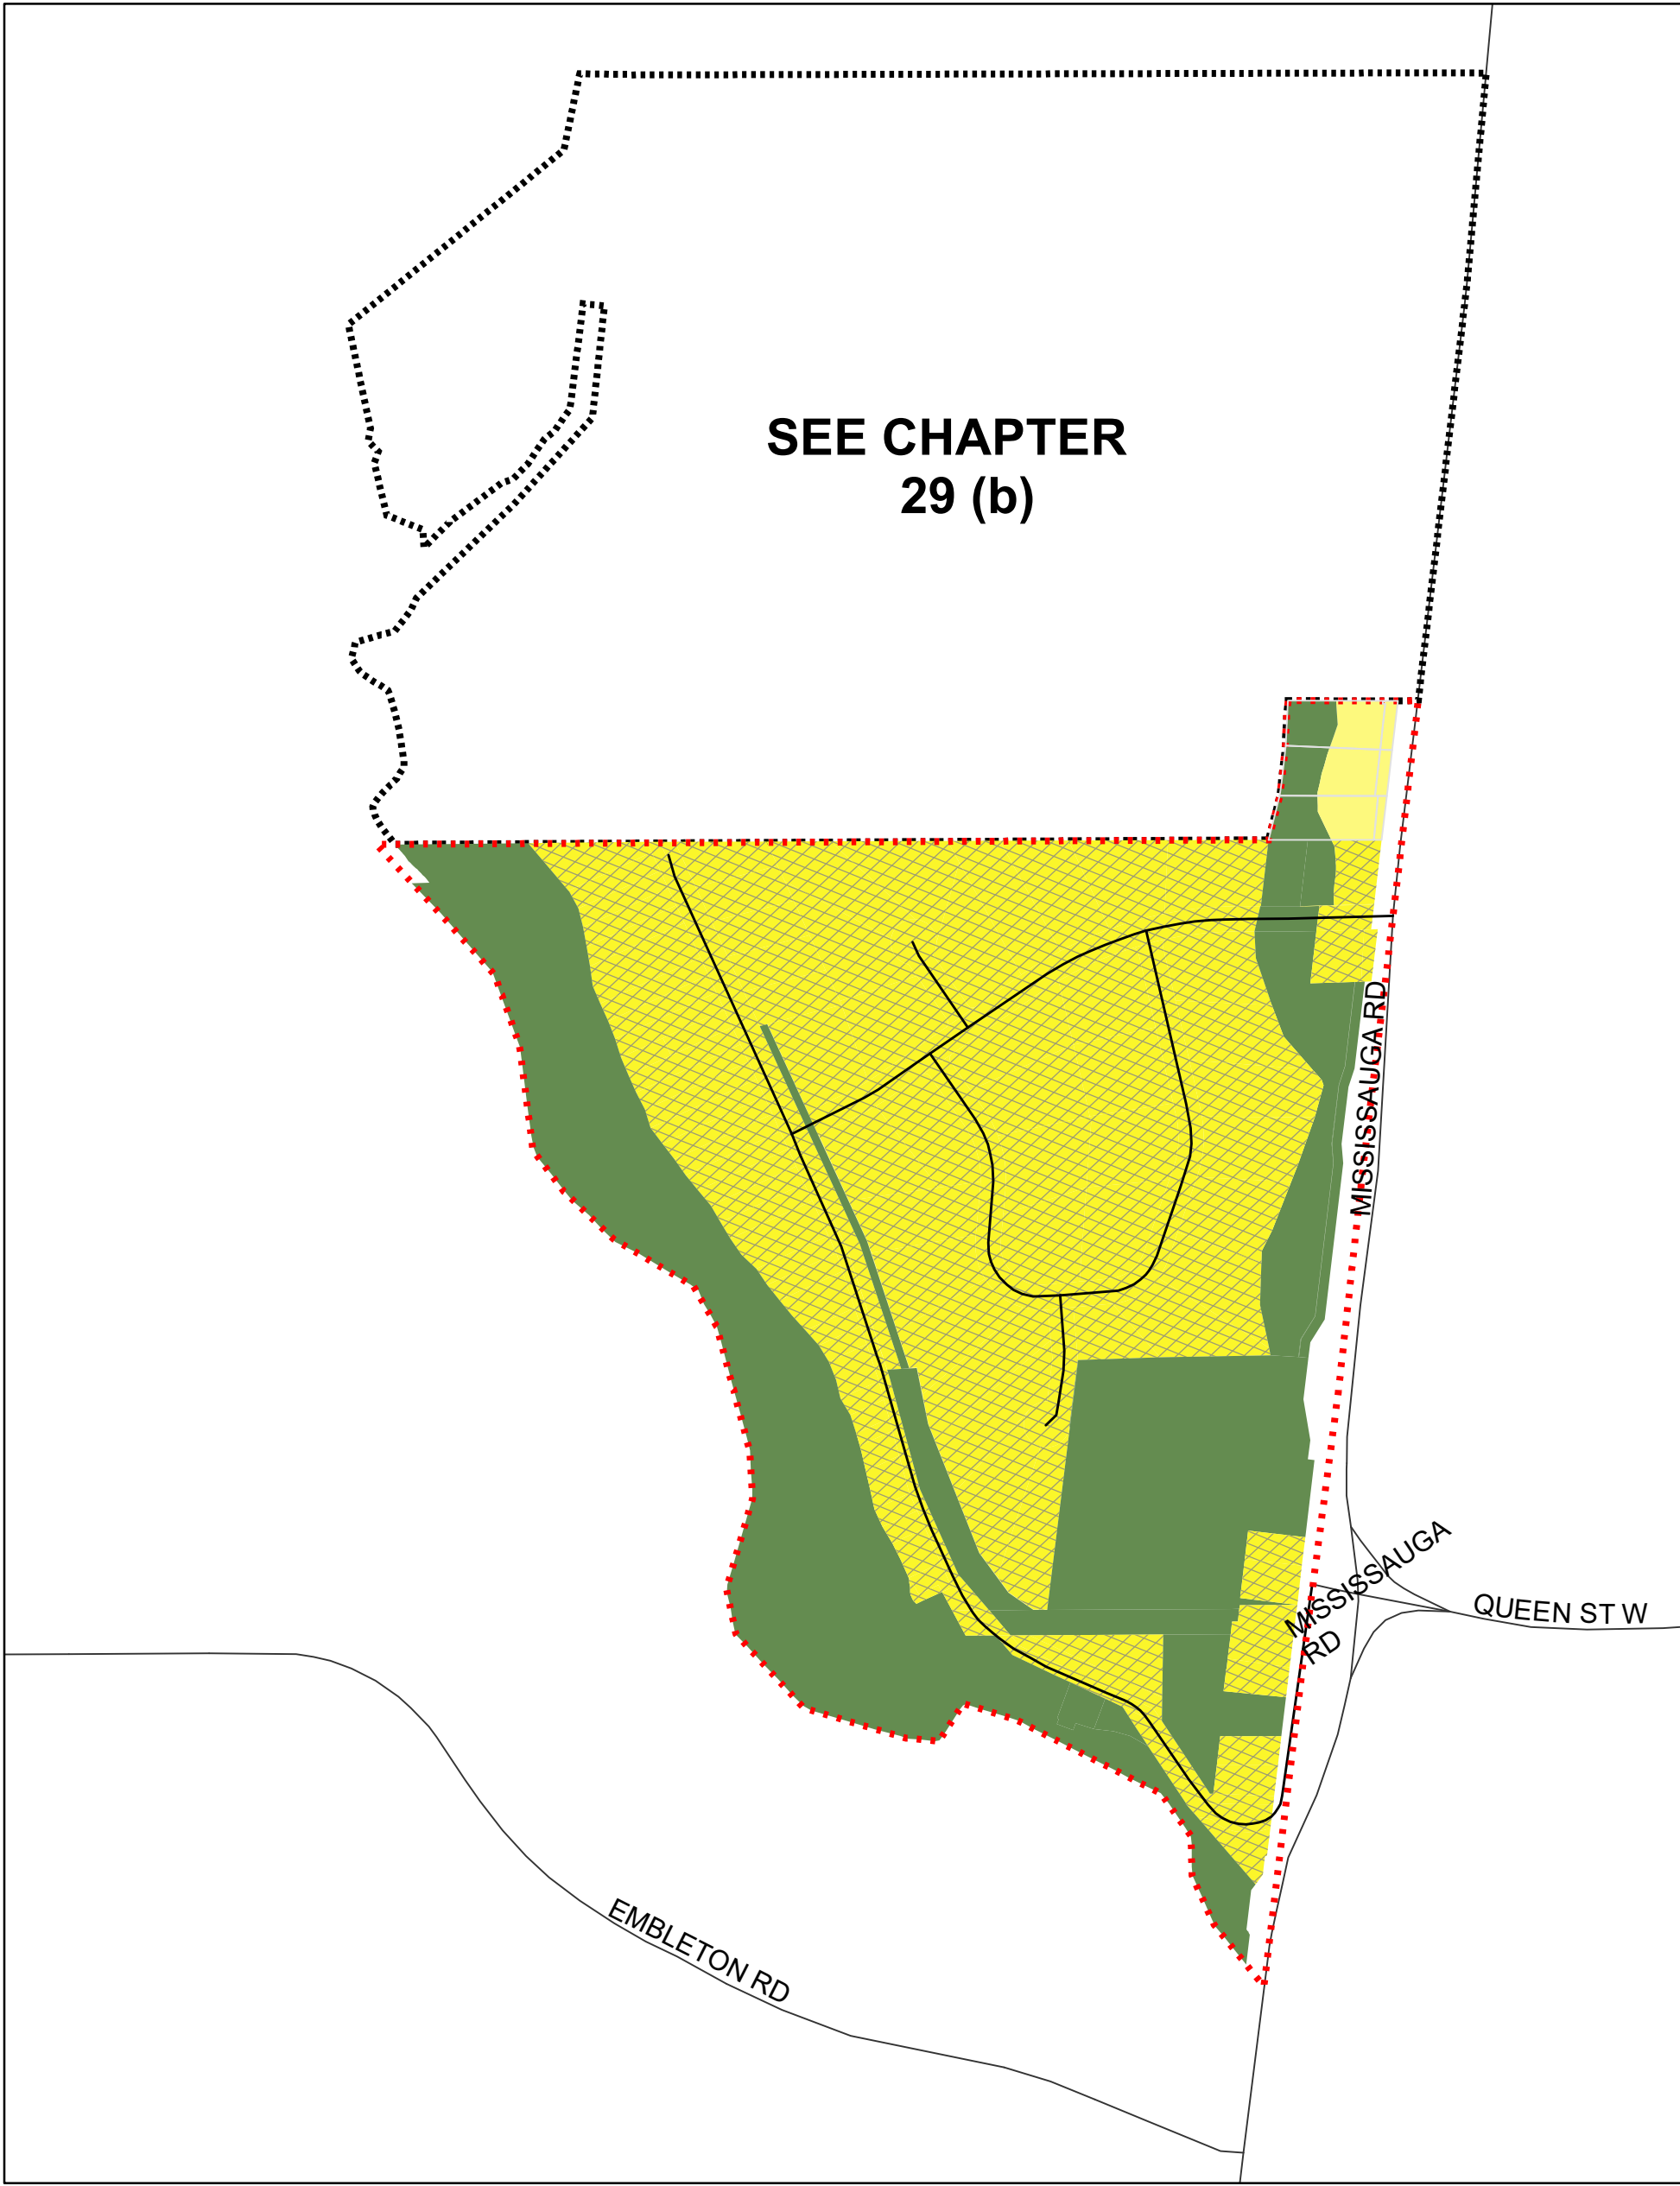 SEE CHAPTER
29 (b)
MISSISSAUGA RD
MISSISSAUGA
RD
QUEEN ST W
EMBLETON RD